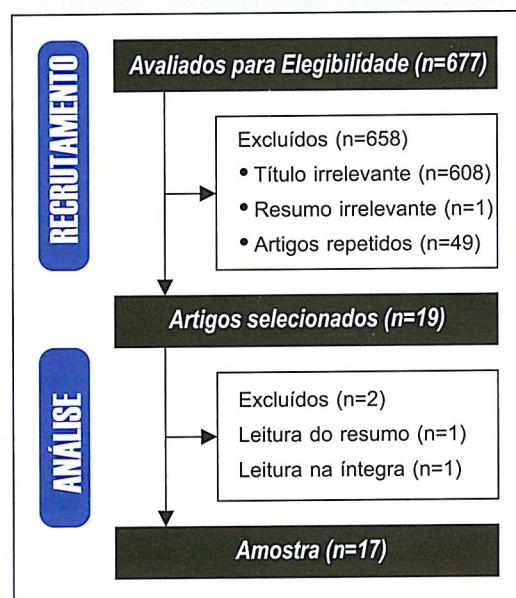 RECRUTAMENTO
Avaliados para Elegibilidade (n=677)
Excluídos (n=658)
• Título irrelevante (n=608)
• Resumo irrelevante (n=1)
• Artigos repetidos (n=49)
Artigos selecionados (n=19)
ANÁLISE
Excluídos (n=2)
Leitura do resumo (n=1)
Leitura na íntegra (n=1)
Amostra (n=17)